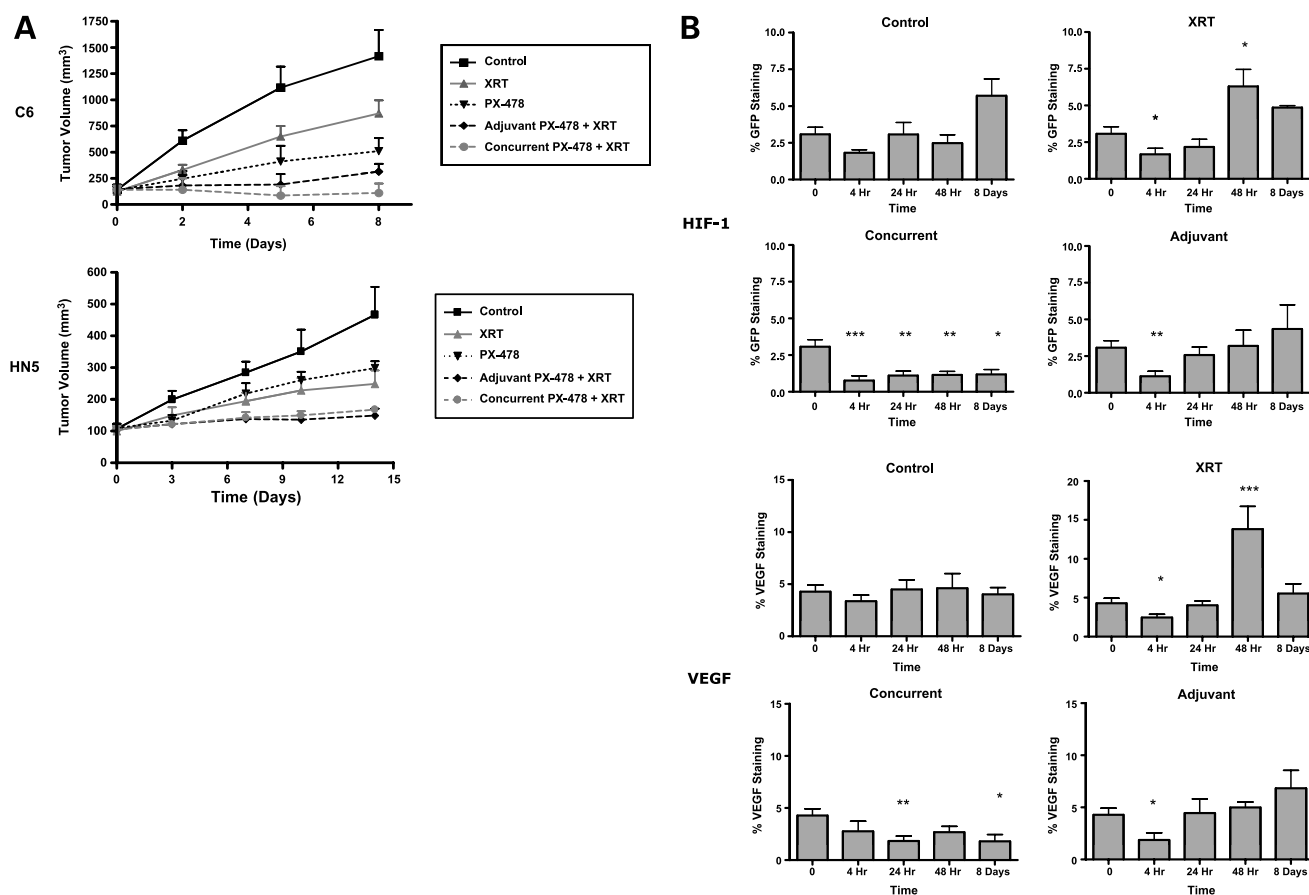 A
C6
Tumor Volume (mm3)
1750
1500
1250
1000
750
500
250
0
0 2 4 6 8
Time (Days)
Control
XRT
PX-478
Adjuvant PX-478 + XRT
Concurrent PX-478 + XRT
HN5
Tumor Volume (mm3)
600
500
400
300
200
100
0
0 3 6 9 12 15
Time (Days)
Control
XRT
PX-478
Adjuvant PX-478 + XRT
Concurrent PX-478 + XRT
B
HIF-1
Control
% GFP Staining
10.0
7.5
5.0
2.5
0.0
0 4 Hr 24 Hr 48 Hr 8 Days
Time
XRT
% GFP Staining
10.0
7.5
5.0
2.5
0.0
* *
0 4 Hr 24 Hr 48 Hr 8 Days
Time
Concurrent
% GFP Staining
10.0
7.5
5.0
2.5
0.0
*** ** ** *
0 4 Hr 24 Hr 48 Hr 8 Days
Time
Adjuvant
% GFP Staining
10.0
7.5
5.0
2.5
0.0
**
0 4 Hr 24 Hr 48 Hr 8 Days
Time
VEGF
Control
% VEGF Staining
15
10
5
0
0 4 Hr 24 Hr 48 Hr 8 Days
Time
XRT
% VEGF Staining
20
15
10
5
0
* ***
0 4 Hr 24 Hr 48 Hr 8 Days
Time
Concurrent
% VEGF Staining
15
10
5
0
** *
0 4 Hr 24 Hr 48 Hr 8 Days
Time
Adjuvant
% VEGF Staining
15
10
5
0
*
0 4 Hr 24 Hr 48 Hr 8 Days
Time